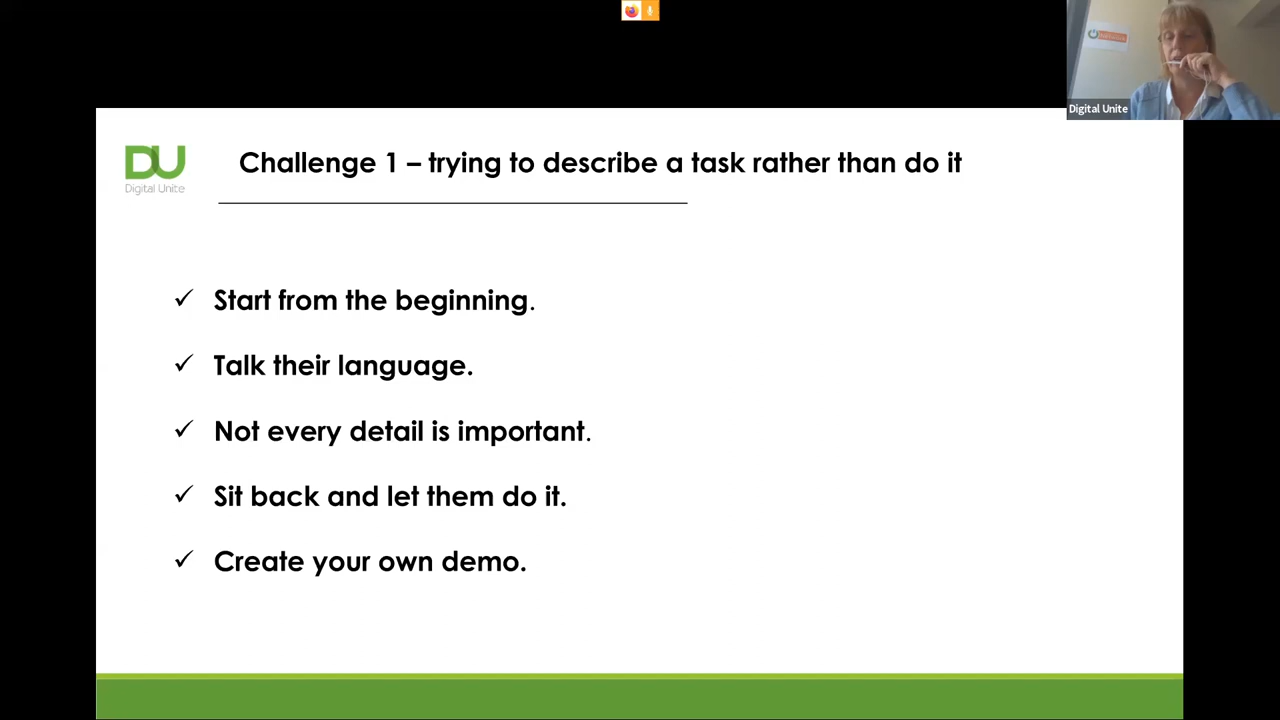 Digital Unite
DU
Digital Unite
Challenge 1 – trying to describe a task rather than do it
✓ Start from the beginning.
✓ Talk their language.
✓ Not every detail is important.
✓ Sit back and let them do it.
✓ Create your own demo.